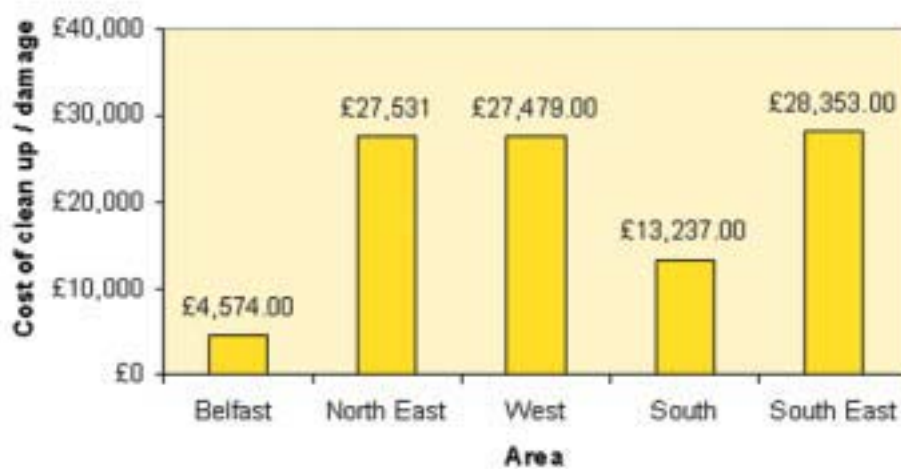 Cost of clean up / damage
£40,000
£30,000
£20,000
£10,000
£0
£4,574.00
£27,531
£27,479.00
£13,237.00
£28,353.00
Belfast
North East
West
South
South East
Area